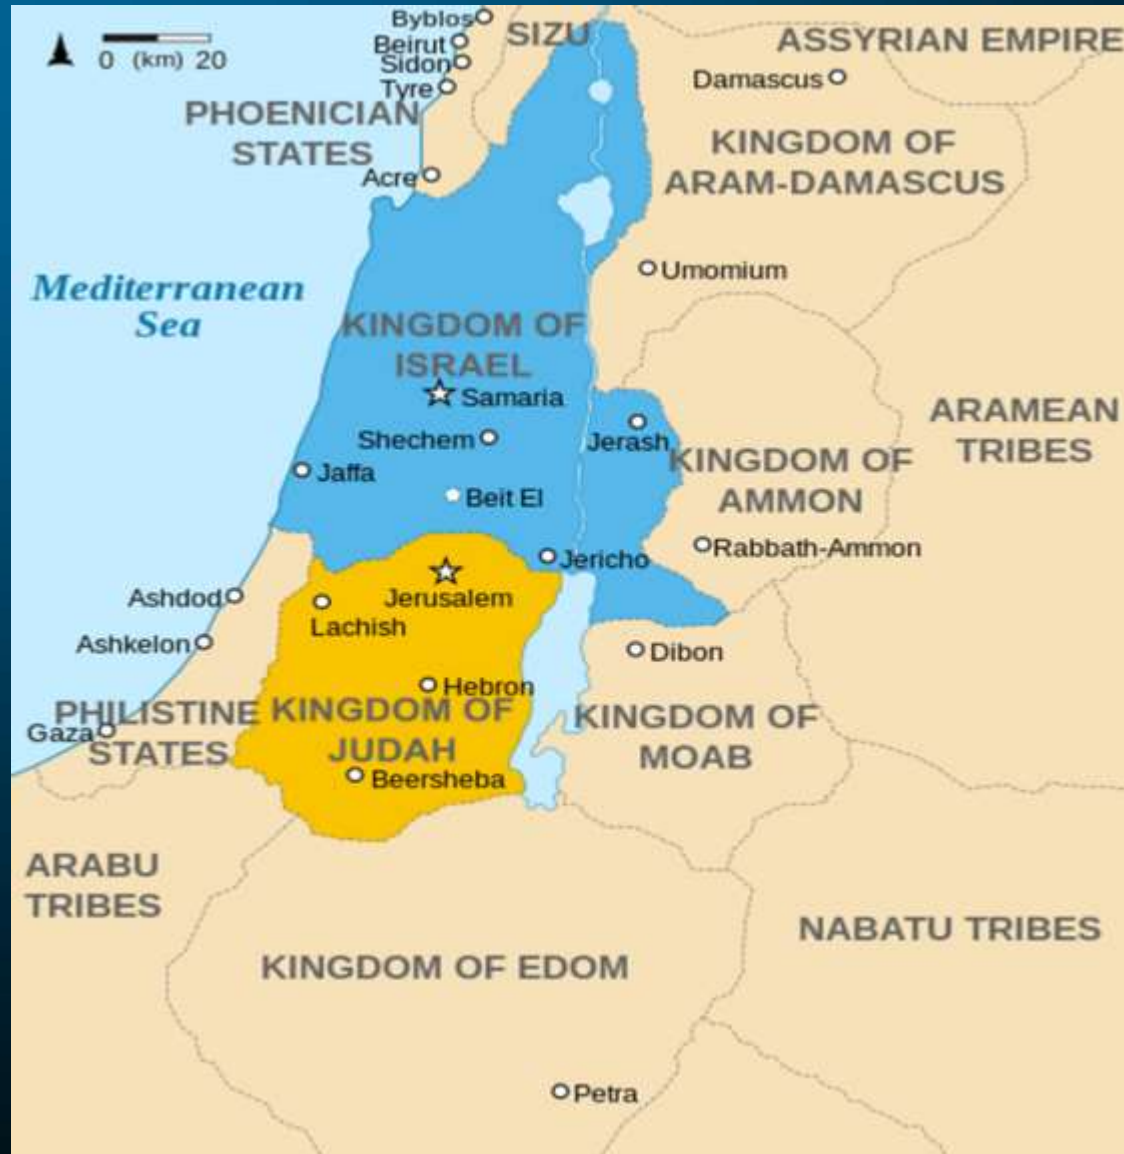 Byblos
SIZU
ASSYRIAN EMPIRE
Beirut
0 (km) 20
Sidon
Damascus
Tyre
PHOENICIAN
STATES
KINGDOM OF
ARAM-DAMASCUS
Acre
Umomium
Mediterranean
Sea
KINGDOM OF
ISRAEL
Samaria
ARAMEAN
TRIBES
Shechem
Jerash
KINGDOM OF
AMMON
Jaffa
Beit El
Rabbath-Ammon
Jericho
Ashdod
Jerusalem
Lachish
Ashkelon
Dibon
Hebron
PHILISTINE
STATES
KINGDOM OF
JUDAH
KINGDOM OF
MOAB
Gaza
Beersheba
ARABU
TRIBES
NABATU TRIBES
KINGDOM OF EDOM
Petra